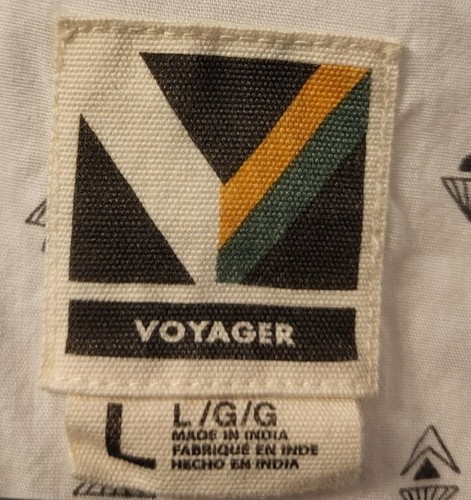 VOYAGER
L
L/G/G
MADE IN INDIA
FABRIQUÉ EN INDE
HECHO EN INDIA